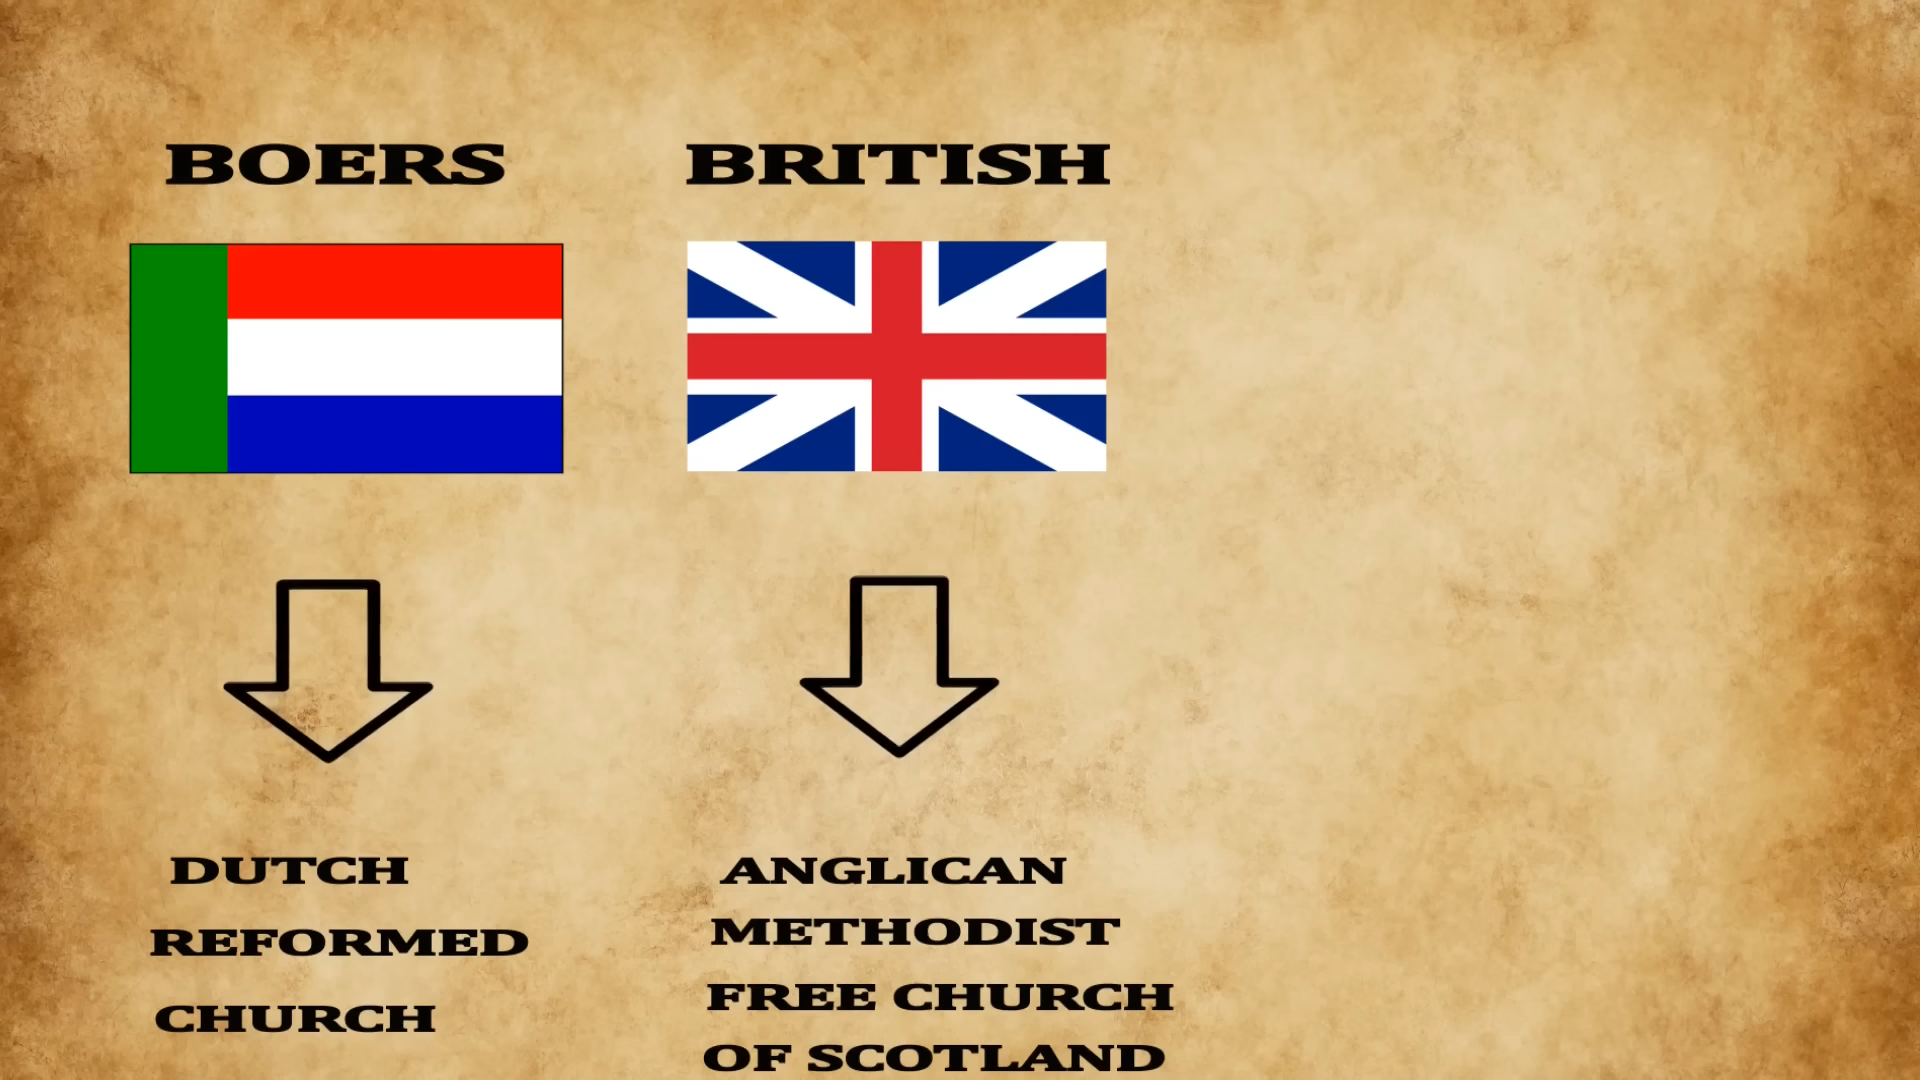 BOERS
BRITISH
DUTCH
REFORMED
CHURCH
ANGLICAN
METHODIST
FREE CHURCH
OF SCOTLAND